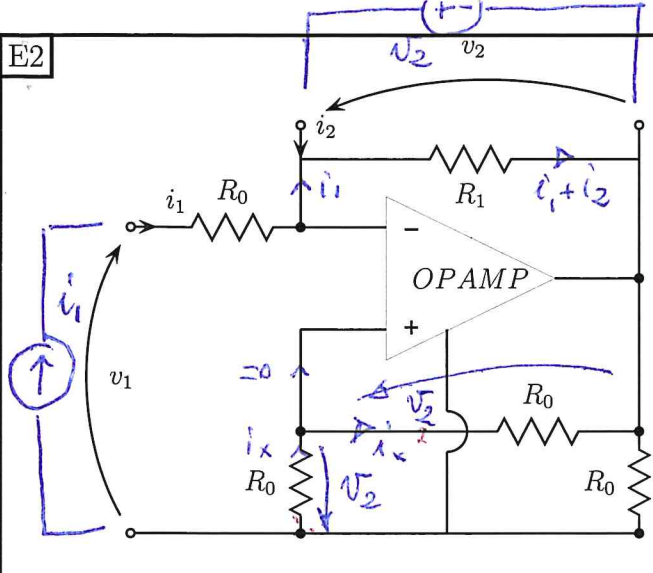 + -
E2
v₂
v₂
i₂
i₁
R₀
i₁
R₁
i₁+i₂
−
OPAMP
i₁
+
v₁
=0
v₂
R₀
iₓ
iₓ
R₀
v₂
R₀